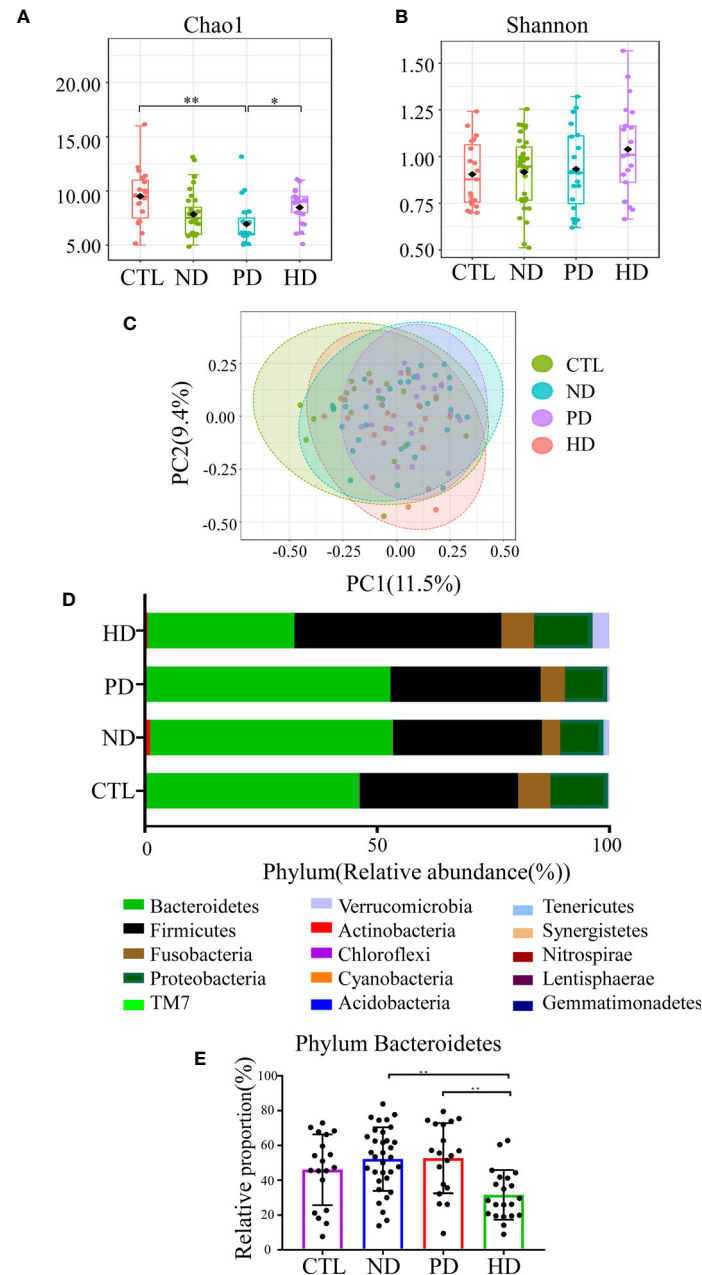 A
Chao1
20.00
15.00
10.00
5.00
**
*
CTL ND PD HD
B
Shannon
1.50
1.25
1.00
0.75
0.50
CTL ND PD HD
C
PC2(9.4%)
0.25
0.00
-0.25
-0.50
-0.50 -0.25 0.00 0.25 0.50
PC1(11.5%)
CTL
ND
PD
HD
D
HD
PD
ND
CTL
0 50 100
Phylum(Relative abundance(%))
Bacteroidetes Verrucomicrobia Tenericutes
Firmicutes Actinobacteria Synergistetes
Fusobacteria Chloroflexi Nitrospirae
Proteobacteria Cyanobacteria Lentisphaerae
TM7 Acidobacteria Gemmatimonadetes
E
Phylum Bacteroidetes
Relative proportion(%)
100
80
60
40
20
0
**
**
CTL ND PD HD